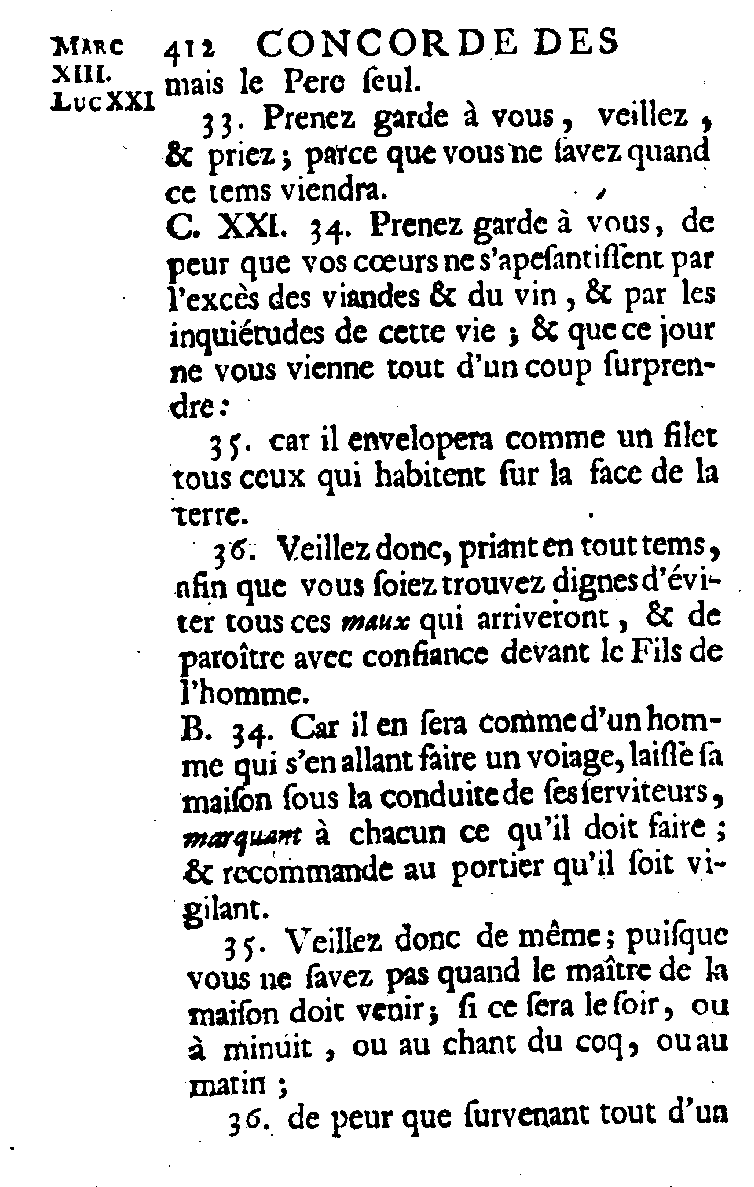 MARC 412 CONCORDE DES
XIII.
LUC XXI
mais le Pere ſeul.
33. Prenez garde à vous, veillez,
& priez; parce que vous ne ſavez quand
ce tems viendra.
C. XXI. 34. Prenez garde à vous, de
peur que vos cœurs ne s'apeſantiſſent par
l'excès des viandes & du vin, & par les
inquiétudes de cette vie; & que ce jour
ne vous vienne tout d'un coup ſurpren-
dre:
35. car il envelopera comme un filet
tous ceux qui habitent ſur la face de la
terre.
36. Veillez donc, priant en tout tems,
afin que vous ſoiez trouvez dignes d'évi-
ter tous ces maux qui arriveront, & de
paroître avec confiance devant le Fils de
l'homme.
B. 34. Car il en ſera comme d'un hom-
me qui s'en allant faire un voiage, laiſſe ſa
maiſon ſous la conduite de ſes ſerviteurs,
marquant à chacun ce qu'il doit faire;
& recommande au portier qu'il ſoit vi-
gilant.
35. Veillez donc de même; puiſque
vous ne ſavez pas quand le maître de la
maiſon doit venir; ſi ce ſera le ſoir, ou
à minuit, ou au chant du coq, ou au
matin;
36. de peur que ſurvenant tout d'un